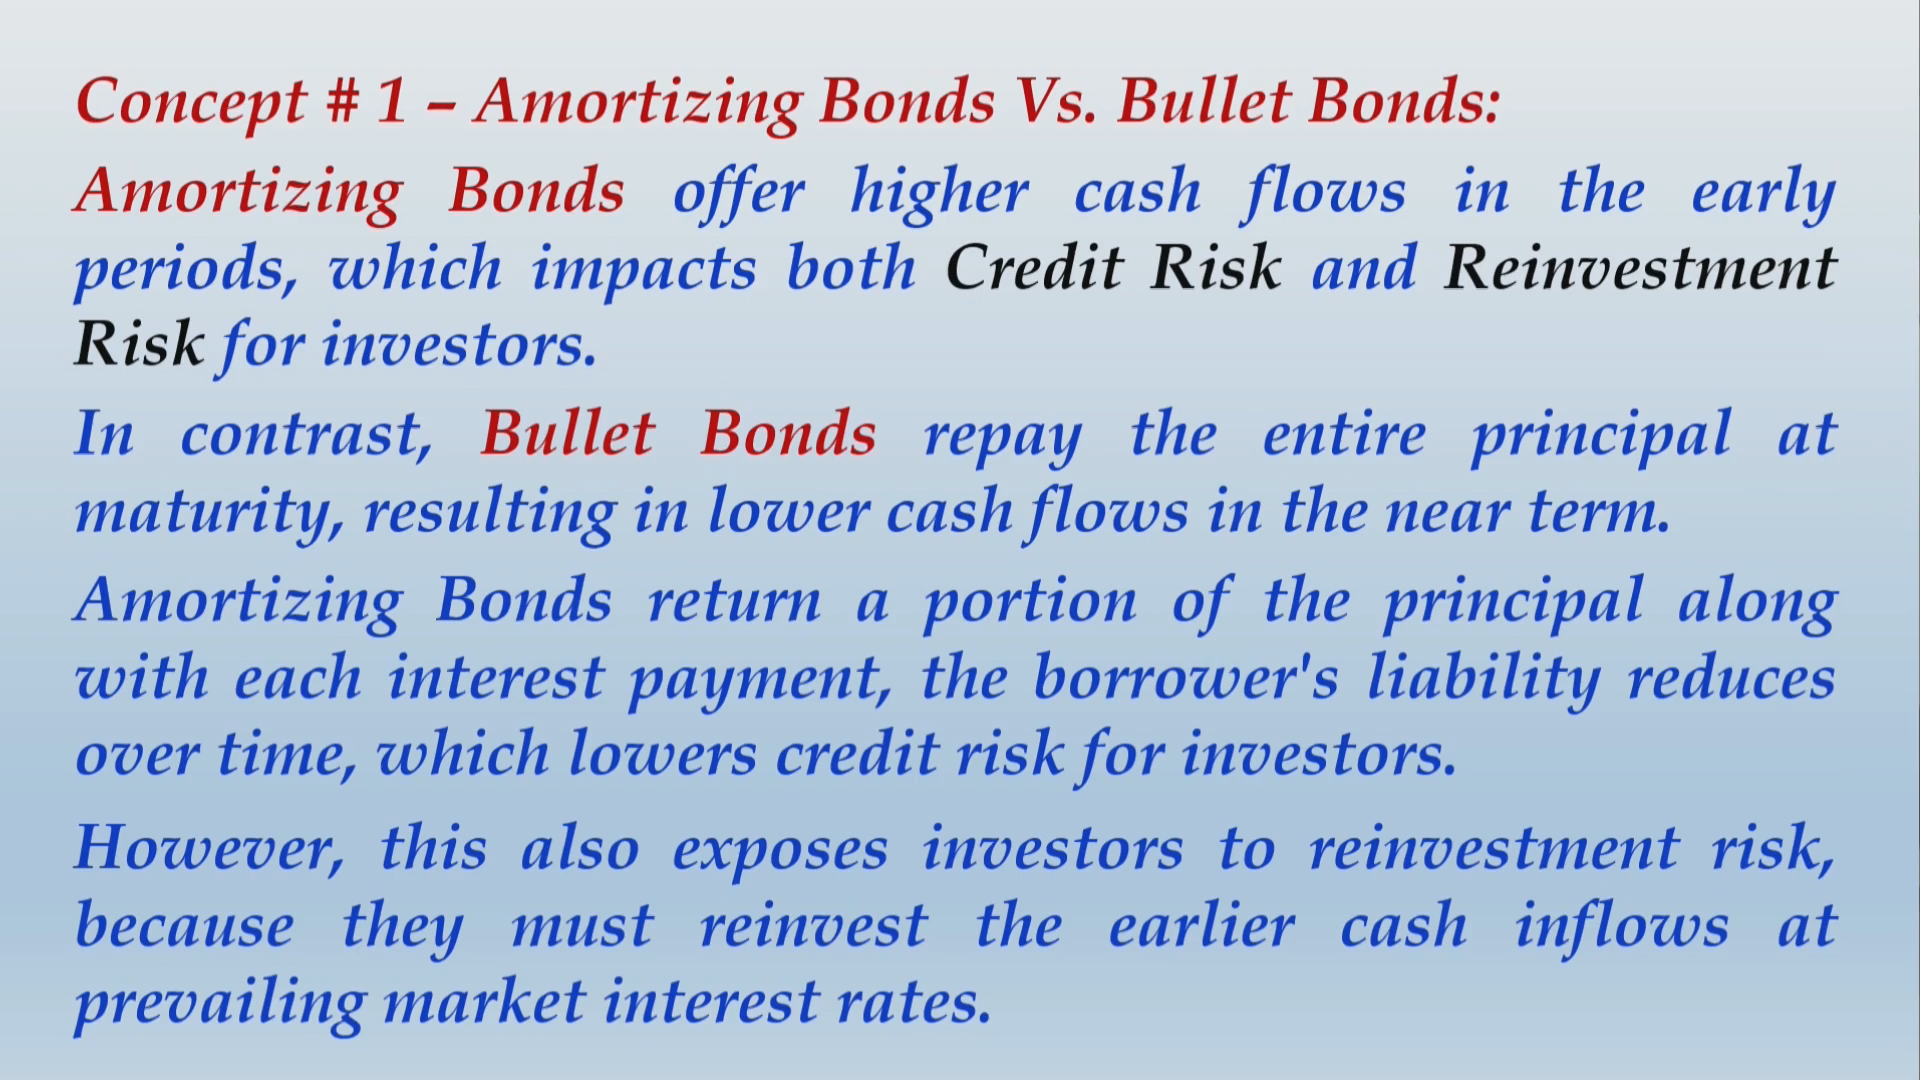 Concept # 1 – Amortizing Bonds Vs. Bullet Bonds:
Amortizing Bonds offer higher cash flows in the early
periods, which impacts both Credit Risk and Reinvestment
Risk for investors.
In contrast, Bullet Bonds repay the entire principal at
maturity, resulting in lower cash flows in the near term.
Amortizing Bonds return a portion of the principal along
with each interest payment, the borrower's liability reduces
over time, which lowers credit risk for investors.
However, this also exposes investors to reinvestment risk,
because they must reinvest the earlier cash inflows at
prevailing market interest rates.